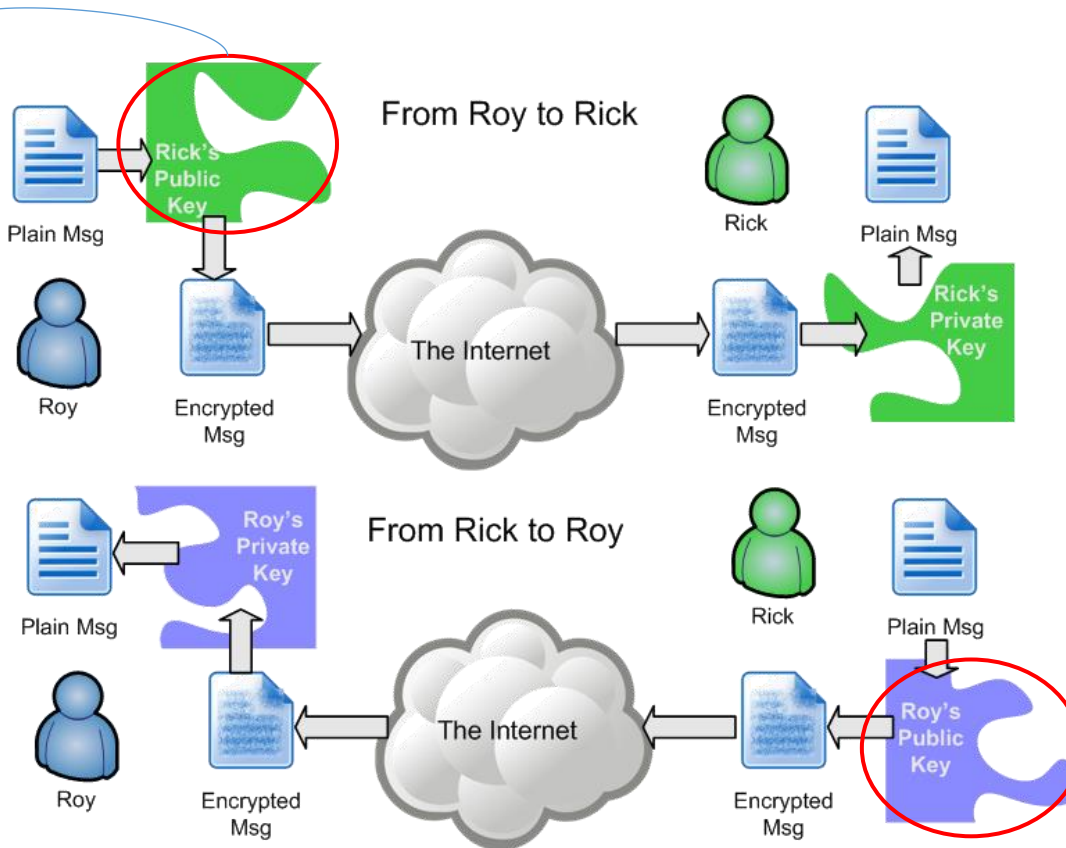 From Roy to Rick
Rick's
Public
Key
Plain Msg
Rick
Plain Msg
Rick's
Private
Key
The Internet
Roy
Encrypted
Msg
Encrypted
Msg
Roy's
Private
Key
From Rick to Roy
Plain Msg
Rick
Plain Msg
Roy's
Public
Key
The Internet
Roy
Encrypted
Msg
Encrypted
Msg